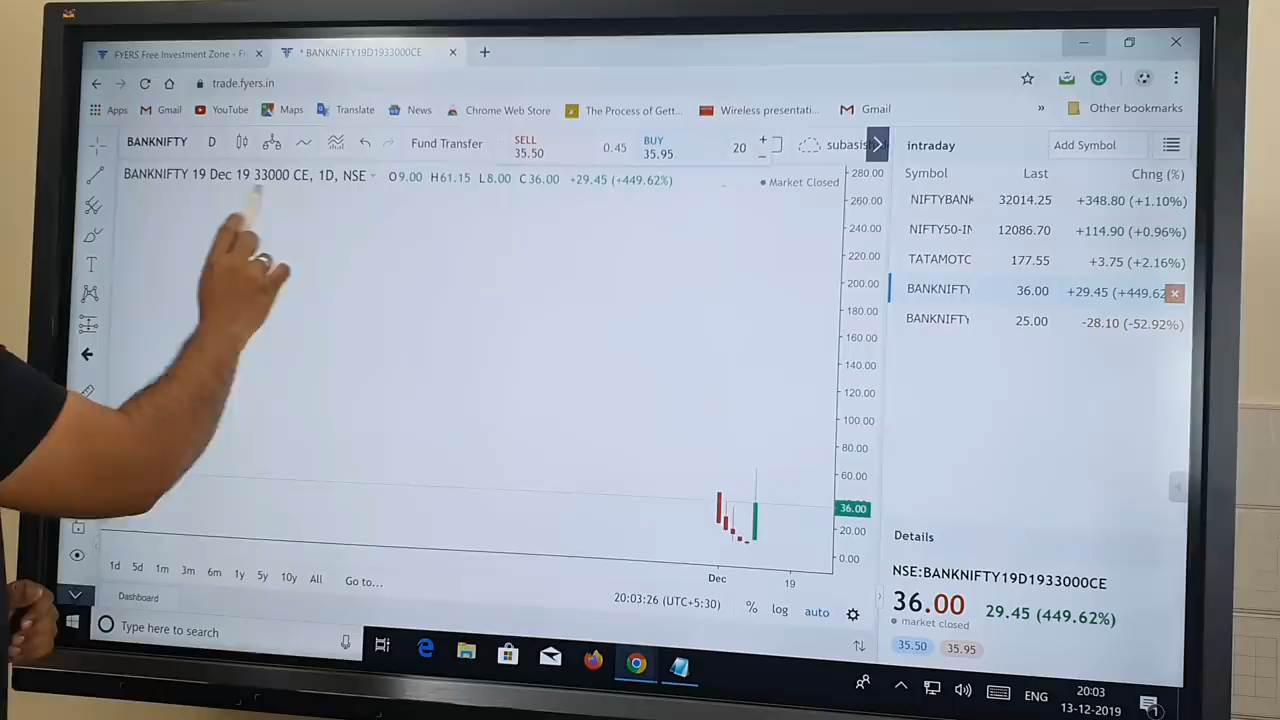 FYERS Free Investment Zone - Fr
* BANKNIFTY19D1933000CE
trade.fyers.in
Apps Gmail YouTube Maps Translate News Chrome Web Store The Process of Gett... Wireless presentati... Gmail » Other bookmarks
BANKNIFTY D Fund Transfer SELL 35.50 0.45 BUY 35.95 20
BANKNIFTY 19 Dec 19 33000 CE, 1D, NSE O9.00 H61.15 L8.00 C36.00 +29.45 (+449.62%)
Market Closed
280.00
260.00
240.00
220.00
200.00
180.00
160.00
140.00
120.00
100.00
80.00
60.00
36.00
20.00
0.00
Dec 19
1d 5d 1m 3m 6m 1y 5y 10y All Go to...
20:03:26 (UTC+5:30) % log auto
Dashboard
intraday Add Symbol
Symbol Last Chng (%)
NIFTYBANK 32014.25 +348.80 (+1.10%)
NIFTY50-IN 12086.70 +114.90 (+0.96%)
TATAMOTC 177.55 +3.75 (+2.16%)
BANKNIFTY 36.00 +29.45 (+449.62
BANKNIFTY 25.00 -28.10 (-52.92%)
Details
NSE:BANKNIFTY19D1933000CE
36.00 29.45 (449.62%)
market closed
35.50 35.95
Type here to search
ENG
20:03
13-12-2019
1